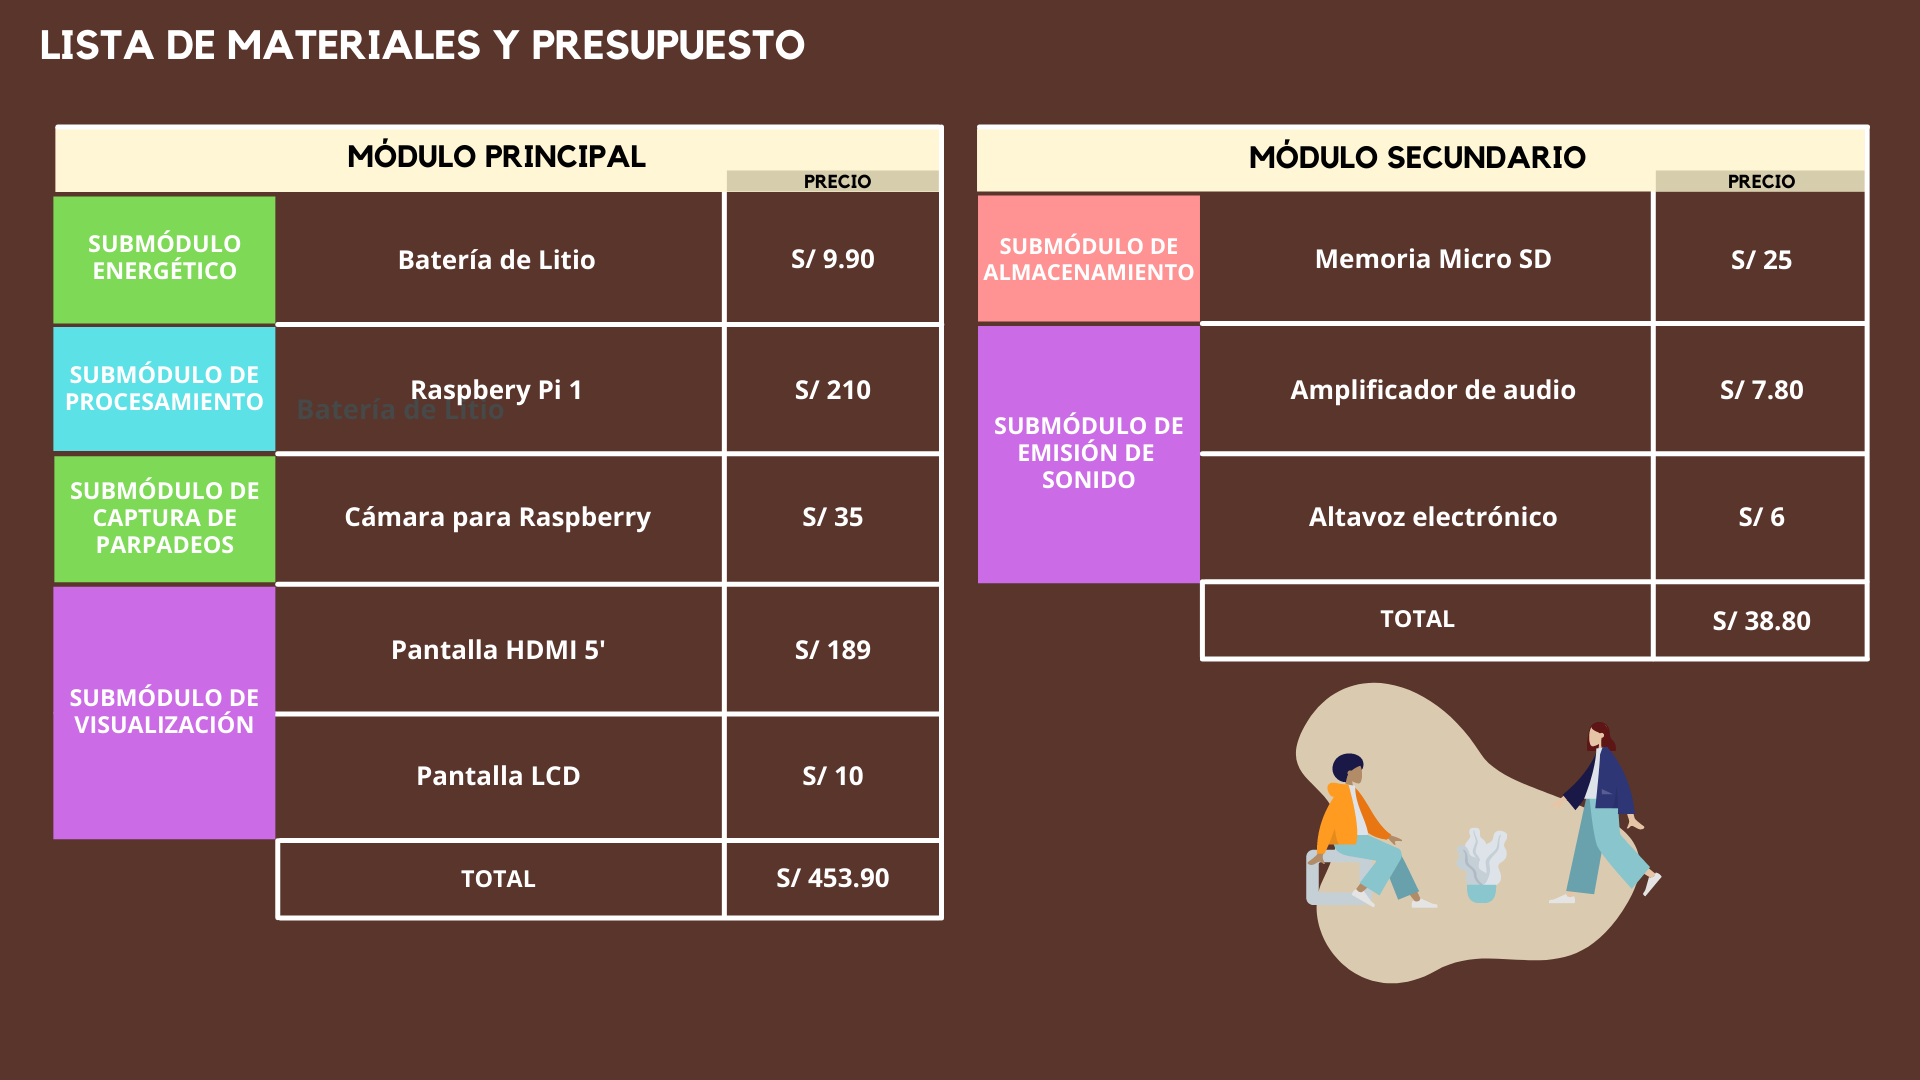 LISTA DE MATERIALES Y PRESUPUESTO
MÓDULO PRINCIPAL
PRECIO
SUBMÓDULO
ENERGÉTICO
Batería de Litio
S/ 9.90
SUBMÓDULO DE
PROCESAMIENTO
Raspbery Pi 1
Batería de Litio
S/ 210
SUBMÓDULO DE
CAPTURA DE
PARPADEOS
Cámara para Raspberry
S/ 35
SUBMÓDULO DE
VISUALIZACIÓN
Pantalla HDMI 5'
S/ 189
Pantalla LCD
S/ 10
TOTAL
S/ 453.90
MÓDULO SECUNDARIO
PRECIO
SUBMÓDULO DE
ALMACENAMIENTO
Memoria Micro SD
S/ 25
SUBMÓDULO DE
EMISIÓN DE
SONIDO
Amplificador de audio
S/ 7.80
Altavoz electrónico
S/ 6
TOTAL
S/ 38.80